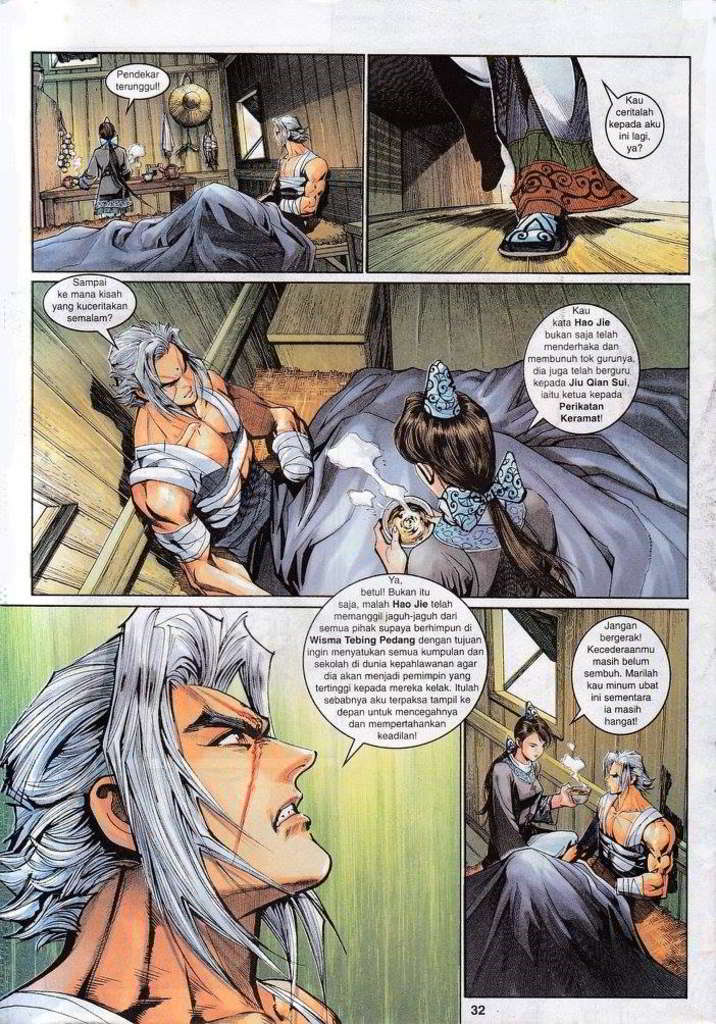 Pendekar
terunggul!
Kau
ceritalah
kepada aku
ini lagi,
ya?
Sampai
ke mana kisah
yang kuceritakan
semalam?
Kau
kata Hao Jie
bukan saja telah
menderhaka dan
membunuh tok gurunya,
dia juga telah berguru
kepada Jiu Qian Sui,
iaitu ketua kepada
Perikatan
Keramat!
Ya,
betul! Bukan itu
saja, malah Hao Jie telah
memanggil jaguh-jaguh dari
semua pihak supaya berhimpun di
Wisma Tebing Pedang dengan tujuan
ingin menyatukan semua kumpulan dan
sekolah di dunia kepahlawanan agar
dia akan menjadi pemimpin yang
tertinggi kepada mereka kelak. Itulah
sebabnya aku terpaksa tampil ke
depan untuk mencegahnya
dan mempertahankan
keadilan!
Jangan
bergerak!
Kecederaanmu
masih belum
sembuh. Marilah
kau minum ubat
ini sementara
ia masih
hangat!
32